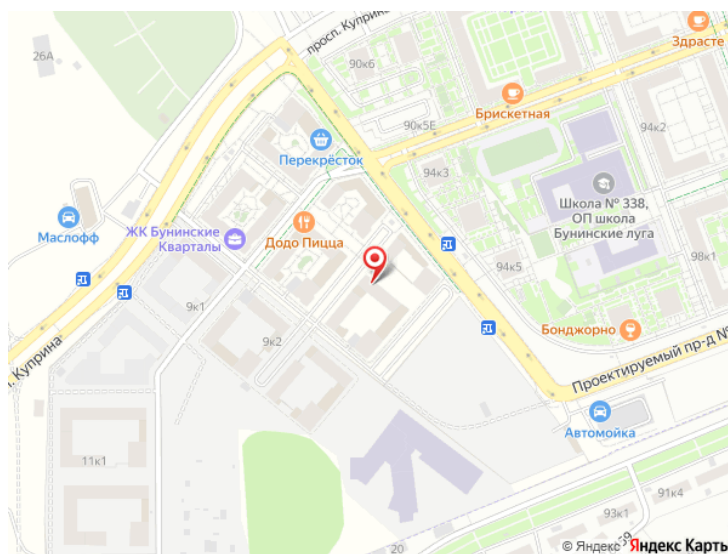 просп. Куприна
26А
90к6
Здрасте
Брискетная
90к5Е
94к2
Перекрёсток
94к3
Школа № 338,
ОП школа
Бунинские луга
Маслофф
ЖК Бунинские
Кварталы
Додо Пицца
98к1
94к5
9к1
Бонджорно
9к2
Проектируемый пр-д №
л. Куприна
Автомойка
11к1
91к4
93к1
59
20
© Яндекс Яндекс Карты